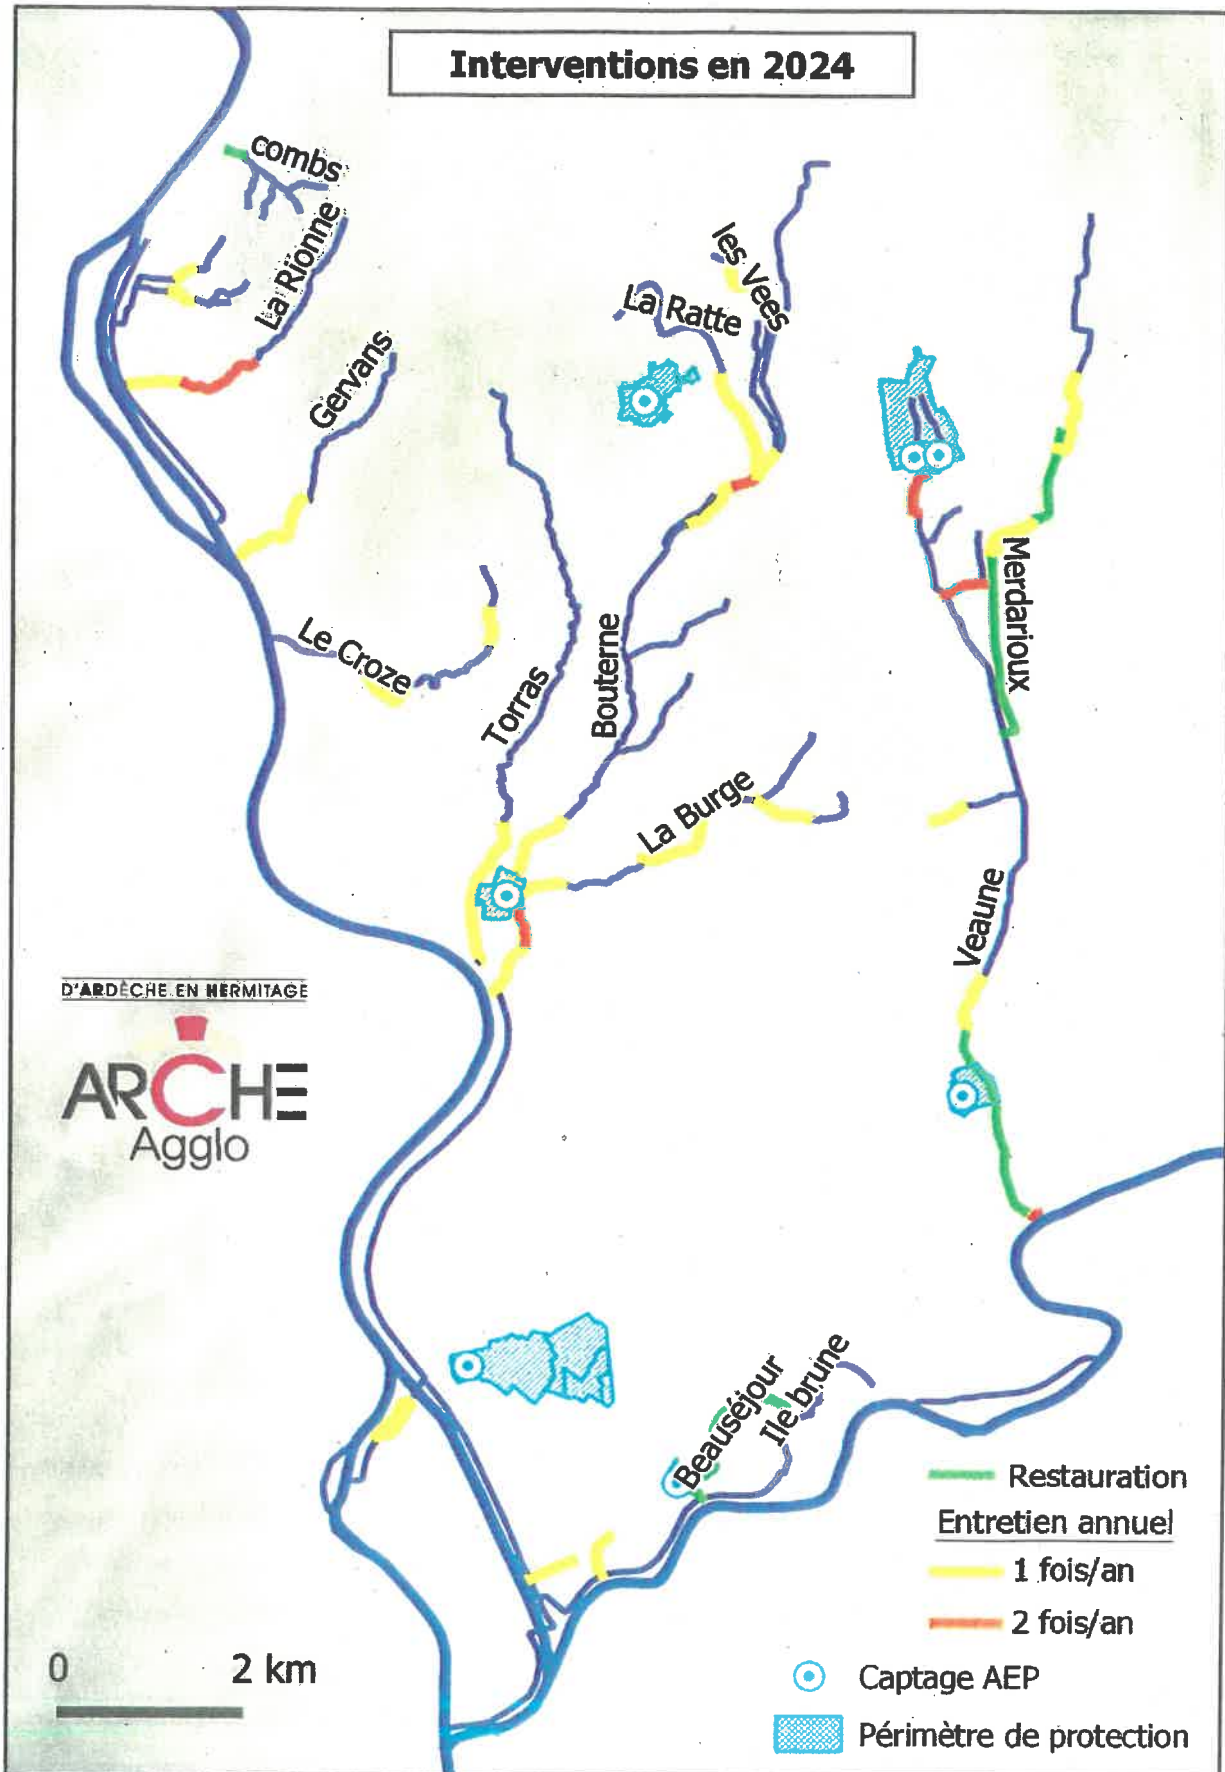 Interventions en 2024
combs
La Rionne
Gervans
les Vees
La Ratte
Merdarioux
Le Croze
Torras
Bouterne
La Burge
Veaune
D'ARDÈCHE EN HERMITAGE
ARCHE
Agglo
Beauséjour
Ile brune
Restauration
Entretien annuel
1 fois/an
2 fois/an
0 2 km
Captage AEP
Périmètre de protection